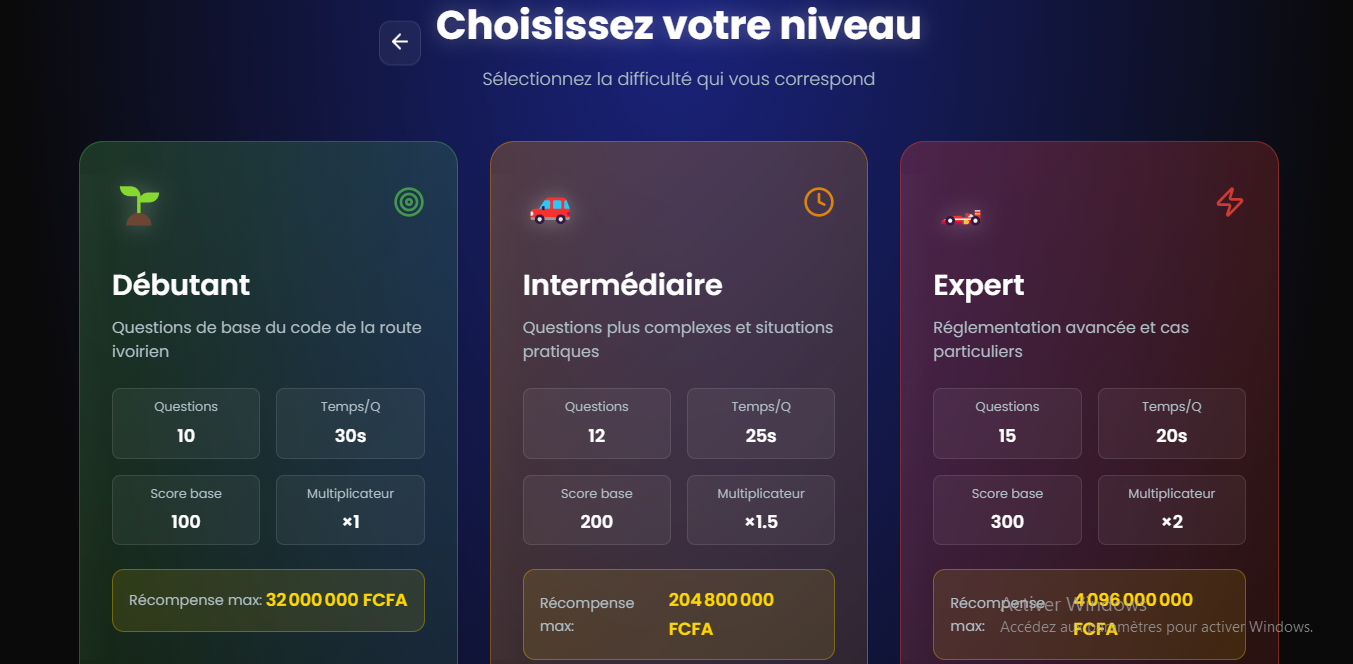 Choisissez votre niveau
Sélectionnez la difficulté qui vous correspond
Débutant
Questions de base du code de la route
ivoirien
Questions
10
Temps/Q
30s
Score base
100
Multiplicateur
×1
Récompense max: 32 000 000 FCFA
Intermédiaire
Questions plus complexes et situations
pratiques
Questions
12
Temps/Q
25s
Score base
200
Multiplicateur
×1.5
Récompense
max:
204 800 000
FCFA
Expert
Réglementation avancée et cas
particuliers
Questions
15
Temps/Q
20s
Score base
300
Multiplicateur
×2
Récompense
max:
4 096 000 000
FCFA
Activer Windows
Accédez aux paramètres pour activer Windows.